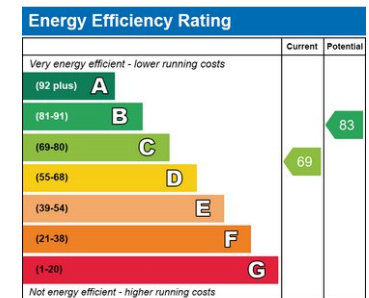 Energy Efficiency Rating
Current Potential
Very energy efficient - lower running costs
(92 plus) A
(81-91) B
83
(69-80) C
69
(55-68) D
(39-54) E
(21-38) F
(1-20) G
Not energy efficient - higher running costs